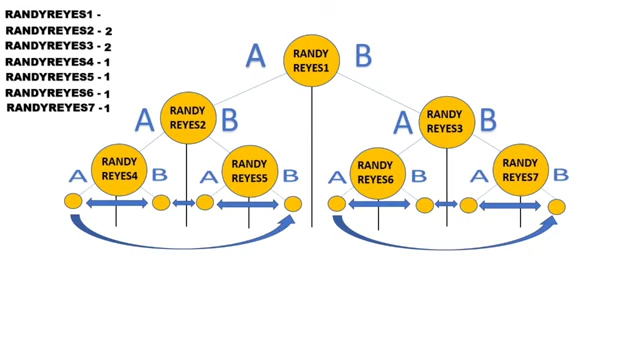 RANDYREYES1 -
RANDYREYES2 - 2
RANDYREYES3 - 2
RANDYREYES4 - 1
RANDYREYES5 - 1
RANDYREYES6 - 1
RANDYREYES7 - 1
A
RANDY
REYES1
B
A
RANDY
REYES2
B
A
RANDY
REYES3
B
A
RANDY
REYES4
B
A
RANDY
REYES5
B
A
RANDY
REYES6
B
A
RANDY
REYES7
B